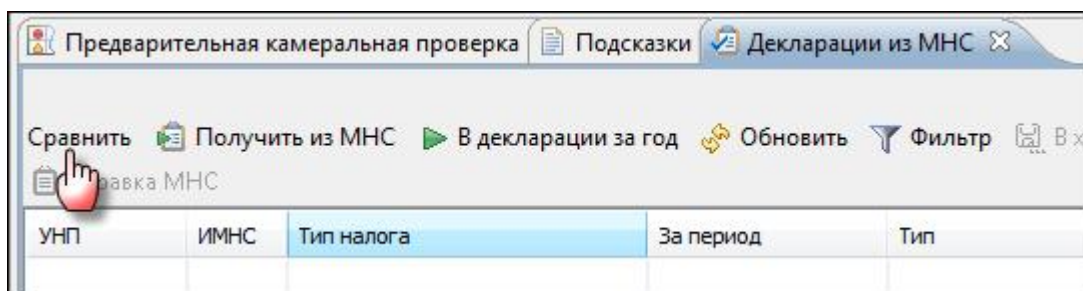 Предварительная камеральная проверка Подсказки Декларации из МНС
Сравнить Получить из МНС В декларации за год Обновить Фильтр В
МНС
УНП ИМНС Тип налога За период Тип